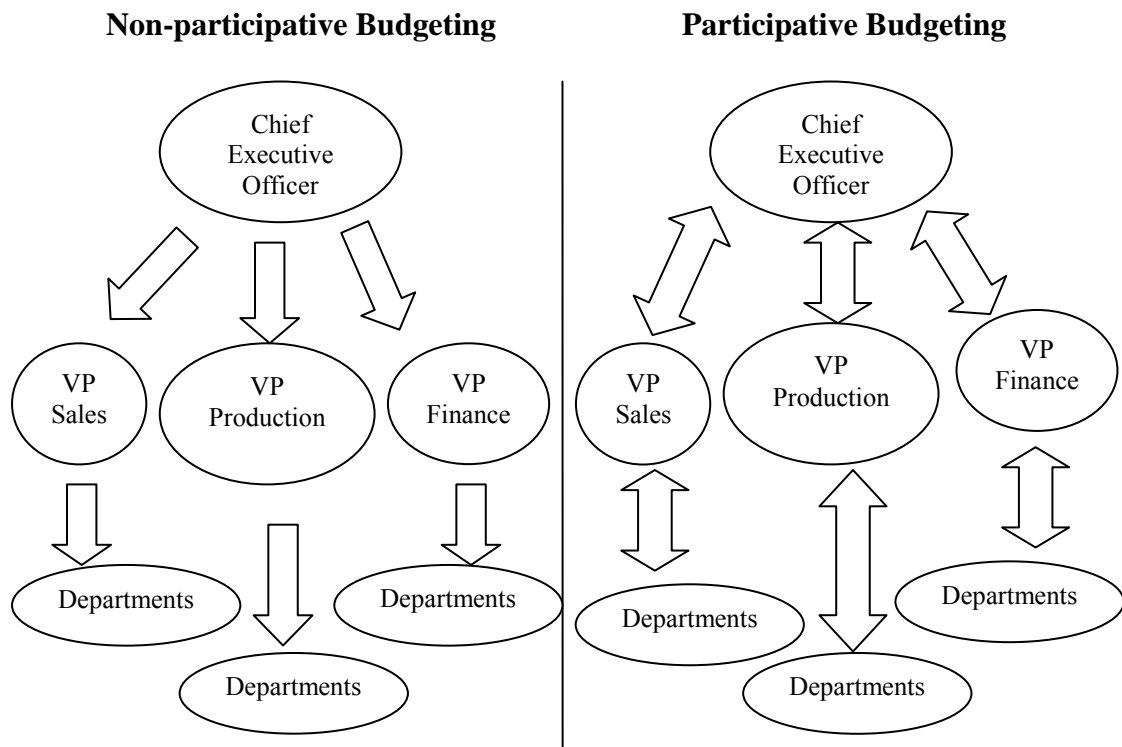 Non-participative Budgeting
Chief
Executive
Officer
VP
Sales
VP
Production
VP
Finance
Departments
Departments
Departments
Participative Budgeting
Chief
Executive
Officer
VP
Sales
VP
Production
VP
Finance
Departments
Departments
Departments